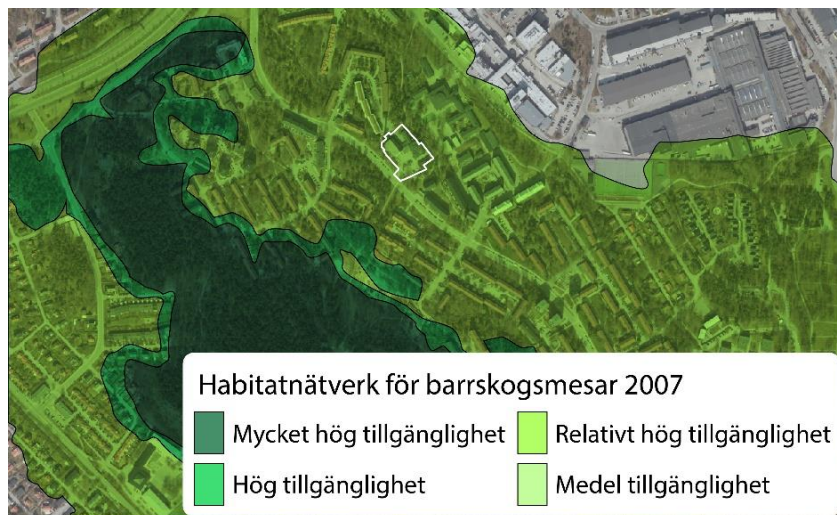 Habitatnätverk för barrskogsmesar 2007
Mycket hög tillgänglighet
Relativt hög tillgänglighet
Hög tillgänglighet
Medel tillgänglighet